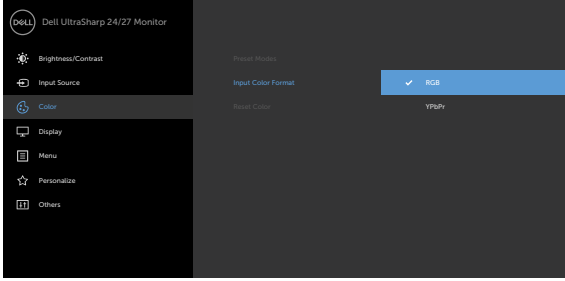 DELL Dell UltraSharp 24/27 Monitor
Brightness/Contrast Preset Modes
Input Source Input Color Format RGB
Color Reset Color YPbPr
Display
Menu
Personalize
Others